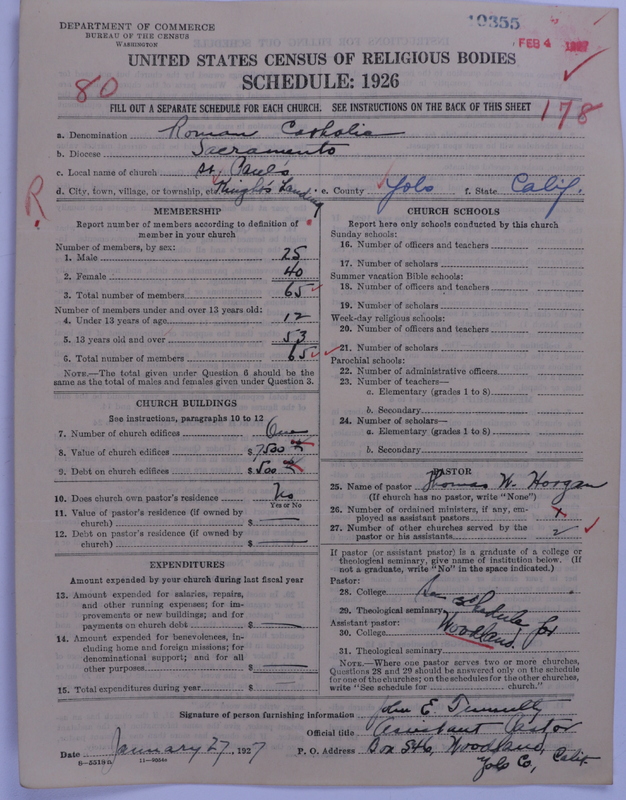 DEPARTMENT OF COMMERCE
BUREAU OF THE CENSUS
WASHINGTON
19355
FEB 4 1927
UNITED STATES CENSUS OF RELIGIOUS BODIES
SCHEDULE: 1926
80
178
FILL OUT A SEPARATE SCHEDULE FOR EACH CHURCH. SEE INSTRUCTIONS ON THE BACK OF THIS SHEET
a. Denomination Roman Catholic
b. Diocese Sacramento
c. Local name of church St. Paul's
d. City, town, village, or township, etc. Knight's Landing e. County Yolo f. State Calif.
R
MEMBERSHIP
Report number of members according to definition of
member in your church
Number of members, by sex:
1. Male 25
2. Female 40
3. Total number of members 65
Number of members under and over 13 years old:
4. Under 13 years of age 12
5. 13 years old and over 53
6. Total number of members 65
NOTE.—The total given under Question 6 should be the
same as the total of males and females given under Question 3.
CHURCH BUILDINGS
See instructions, paragraphs 10 to 12
7. Number of church edifices One
8. Value of church edifices $ 7500
9. Debt on church edifices $ 500
10. Does church own pastor's residence No
Yes or No
11. Value of pastor's residence (if owned by
church) $
12. Debt on pastor's residence (if owned by
church) $
EXPENDITURES
Amount expended by your church during last fiscal year
13. Amount expended for salaries, repairs,
and other running expenses; for im-
provements or new buildings; and for
payments on church debt $
14. Amount expended for benevolences, in-
cluding home and foreign missions; for
denominational support; and for all
other purposes $
15. Total expenditures during year $
CHURCH SCHOOLS
Report here only schools conducted by this church
Sunday schools:
16. Number of officers and teachers
17. Number of scholars
Summer vacation Bible schools:
18. Number of officers and teachers
19. Number of scholars
Week-day religious schools:
20. Number of officers and teachers
21. Number of scholars
Parochial schools:
22. Number of administrative officers
23. Number of teachers—
a. Elementary (grades 1 to 8)
b. Secondary
24. Number of scholars—
a. Elementary (grades 1 to 8)
b. Secondary
PASTOR
25. Name of pastor Thomas W. Horgan
(If church has no pastor, write "None")
26. Number of ordained ministers, if any, em-
ployed as assistant pastors
27. Number of other churches served by the
pastor or his assistants 2
If pastor (or assistant pastor) is a graduate of a college or
theological seminary, give name of institution below. (If
not a graduate, write "No" in the space indicated.)
Pastor:
28. College
29. Theological seminary
See schedule for
Woodland.
Assistant pastor:
30. College
31. Theological seminary
NOTE.—Where one pastor serves two or more churches,
Questions 28 and 29 should be answered only on the schedule
for one of the churches; on the schedules for the other churches,
write "See schedule for church."
Signature of person furnishing information John E.
Official title Assistant Pastor
Date January 27, 1927 P. O. Address Box 546, Woodland,
Yolo Co., Calif.
8-5518a 11-9554